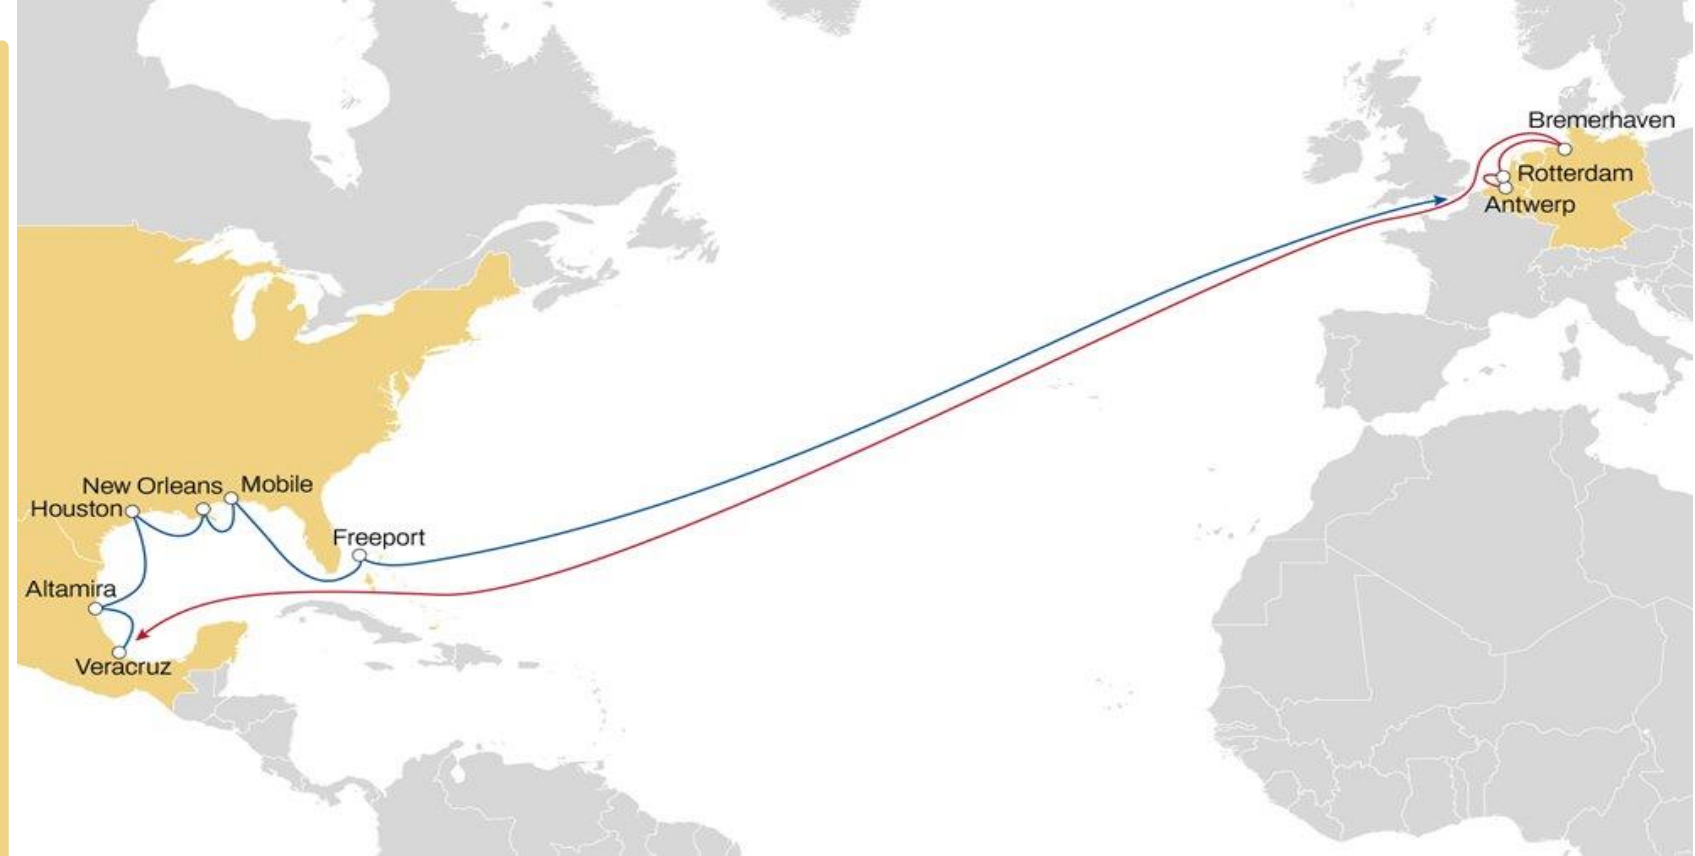 Bremerhaven
Rotterdam
Antwerp
New Orleans
Mobile
Houston
Freeport
Altamira
Veracruz